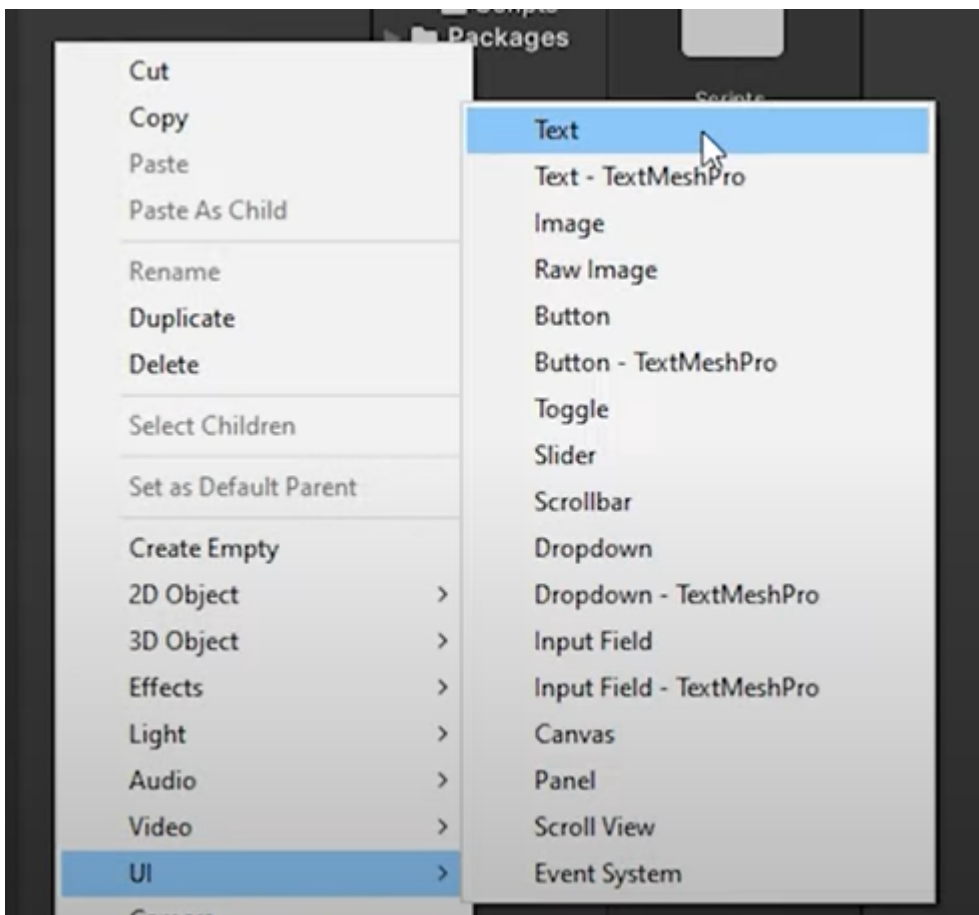 Packages
Scripts
Cut
Copy
Paste
Paste As Child
Rename
Duplicate
Delete
Select Children
Set as Default Parent
Create Empty
2D Object
3D Object
Effects
Light
Audio
Video
UI
Text
Text - TextMeshPro
Image
Raw Image
Button
Button - TextMeshPro
Toggle
Slider
Scrollbar
Dropdown
Dropdown - TextMeshPro
Input Field
Input Field - TextMeshPro
Canvas
Panel
Scroll View
Event System